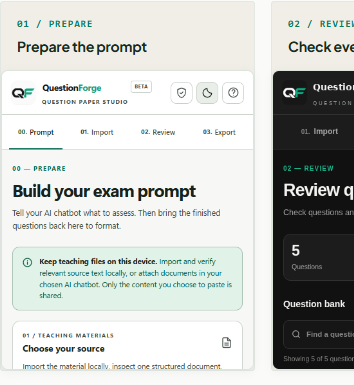 01 / PREPARE
Prepare the prompt
QF QuestionForge BETA
QUESTION PAPER STUDIO
00. Prompt 01. Import 02. Review 03. Export
00 — PREPARE
Build your exam prompt
Tell your AI chatbot what to assess. Then bring the finished
questions back here to format.
Keep teaching files on this device. Import and verify
relevant source text locally, or attach documents in your
chosen AI chatbot. Only the content you choose to paste is
shared.
01 / TEACHING MATERIALS
Choose your source
Import the material locally, inspect one structured document,
02 / REVIEW
Check eve
QF Question
QUESTION
01. Import
02 — REVIEW
Review q
Check questions an
5
Questions
Question bank
Find a questi
Showing 5 of 5 question